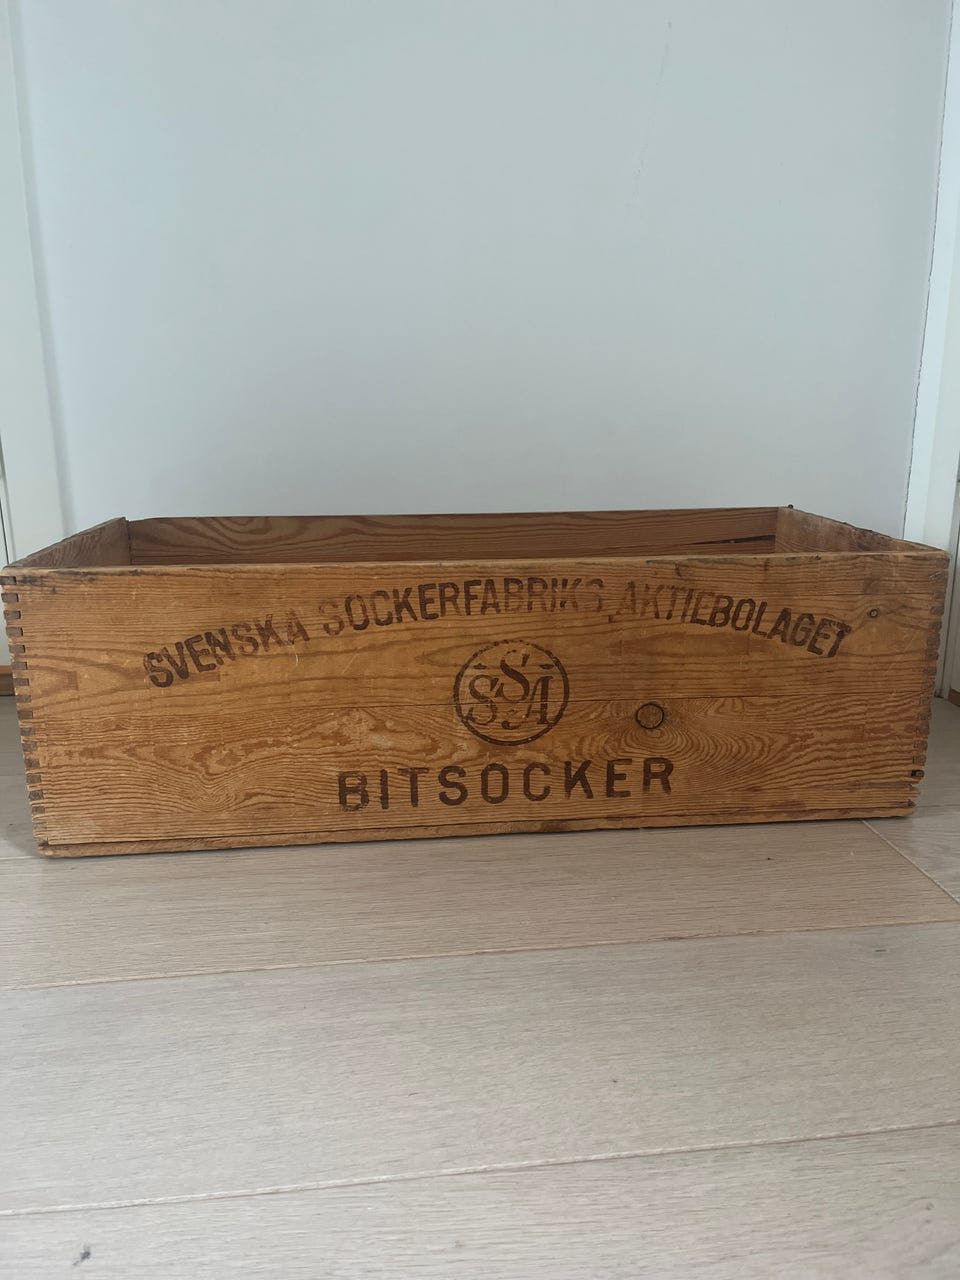 SVENSKA SOCKERFABRIKS AKTIEBOLAGET
SSA
BITSOCKER